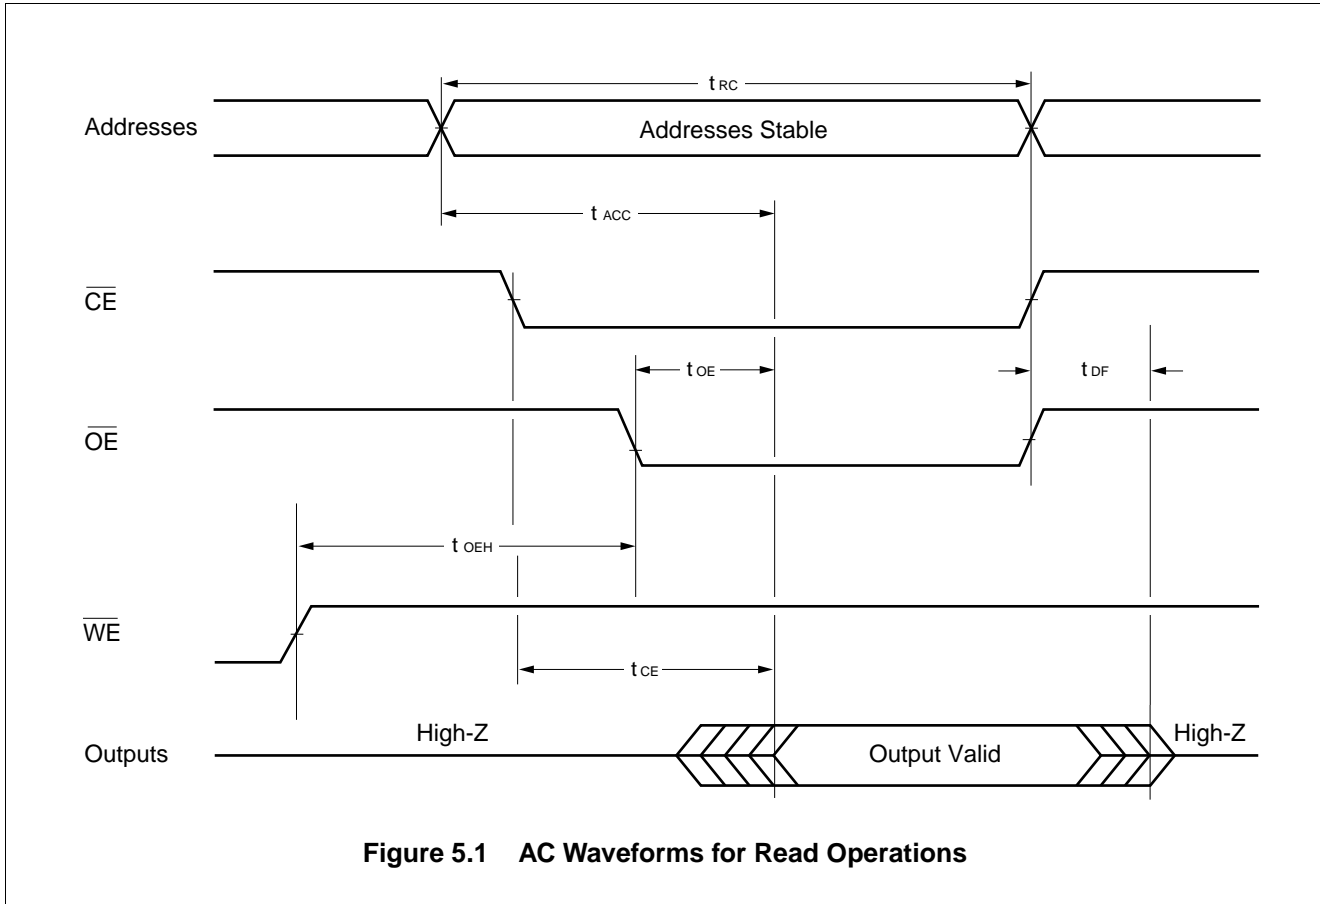 t RC
Addresses
Addresses Stable
t ACC
CE
t OE
t DF
OE
t OEH
WE
t CE
High-Z
High-Z
Outputs
Output Valid
Figure 5.1 AC Waveforms for Read Operations